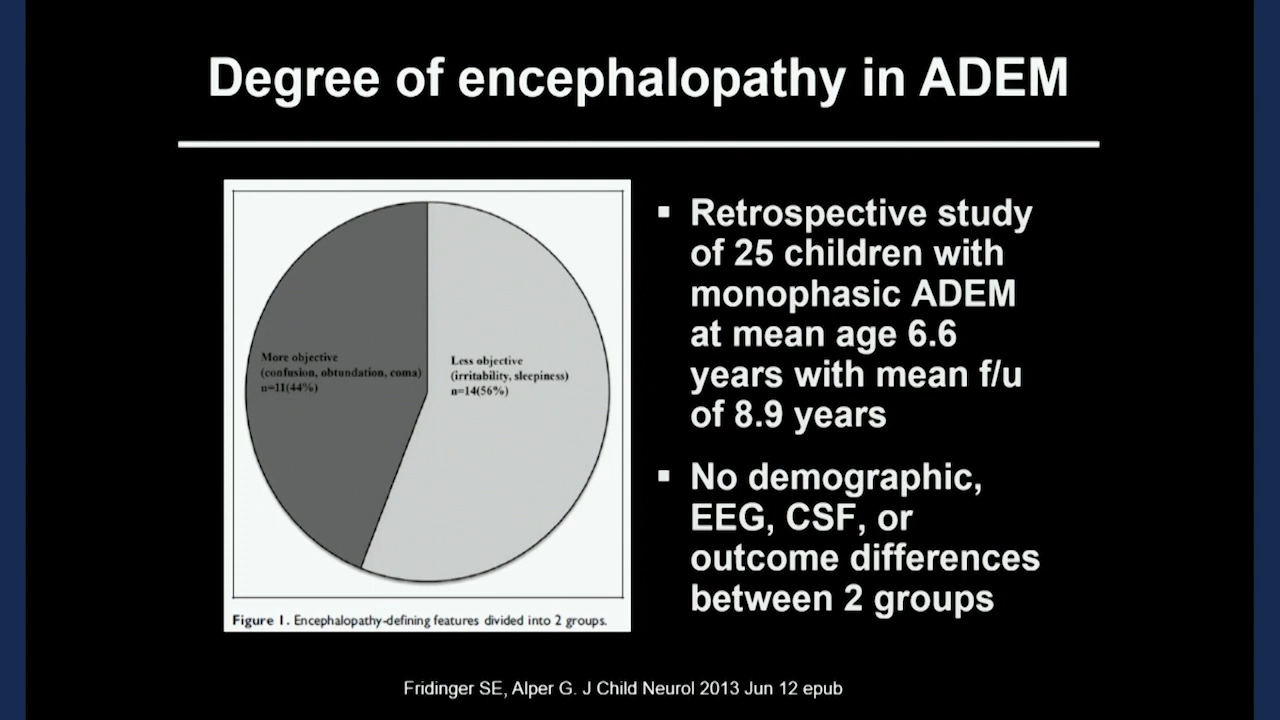 Degree of encephalopathy in ADEM
More objective
(confusion, obtundation, coma)
n=11(44%)
Less objective
(irritability, sleepiness)
n=14(56%)
Figure 1. Encephalopathy-defining features divided into 2 groups.
▪ Retrospective study
of 25 children with
monophasic ADEM
at mean age 6.6
years with mean f/u
of 8.9 years
▪ No demographic,
EEG, CSF, or
outcome differences
between 2 groups
Fridinger SE, Alper G. J Child Neurol 2013 Jun 12 epub